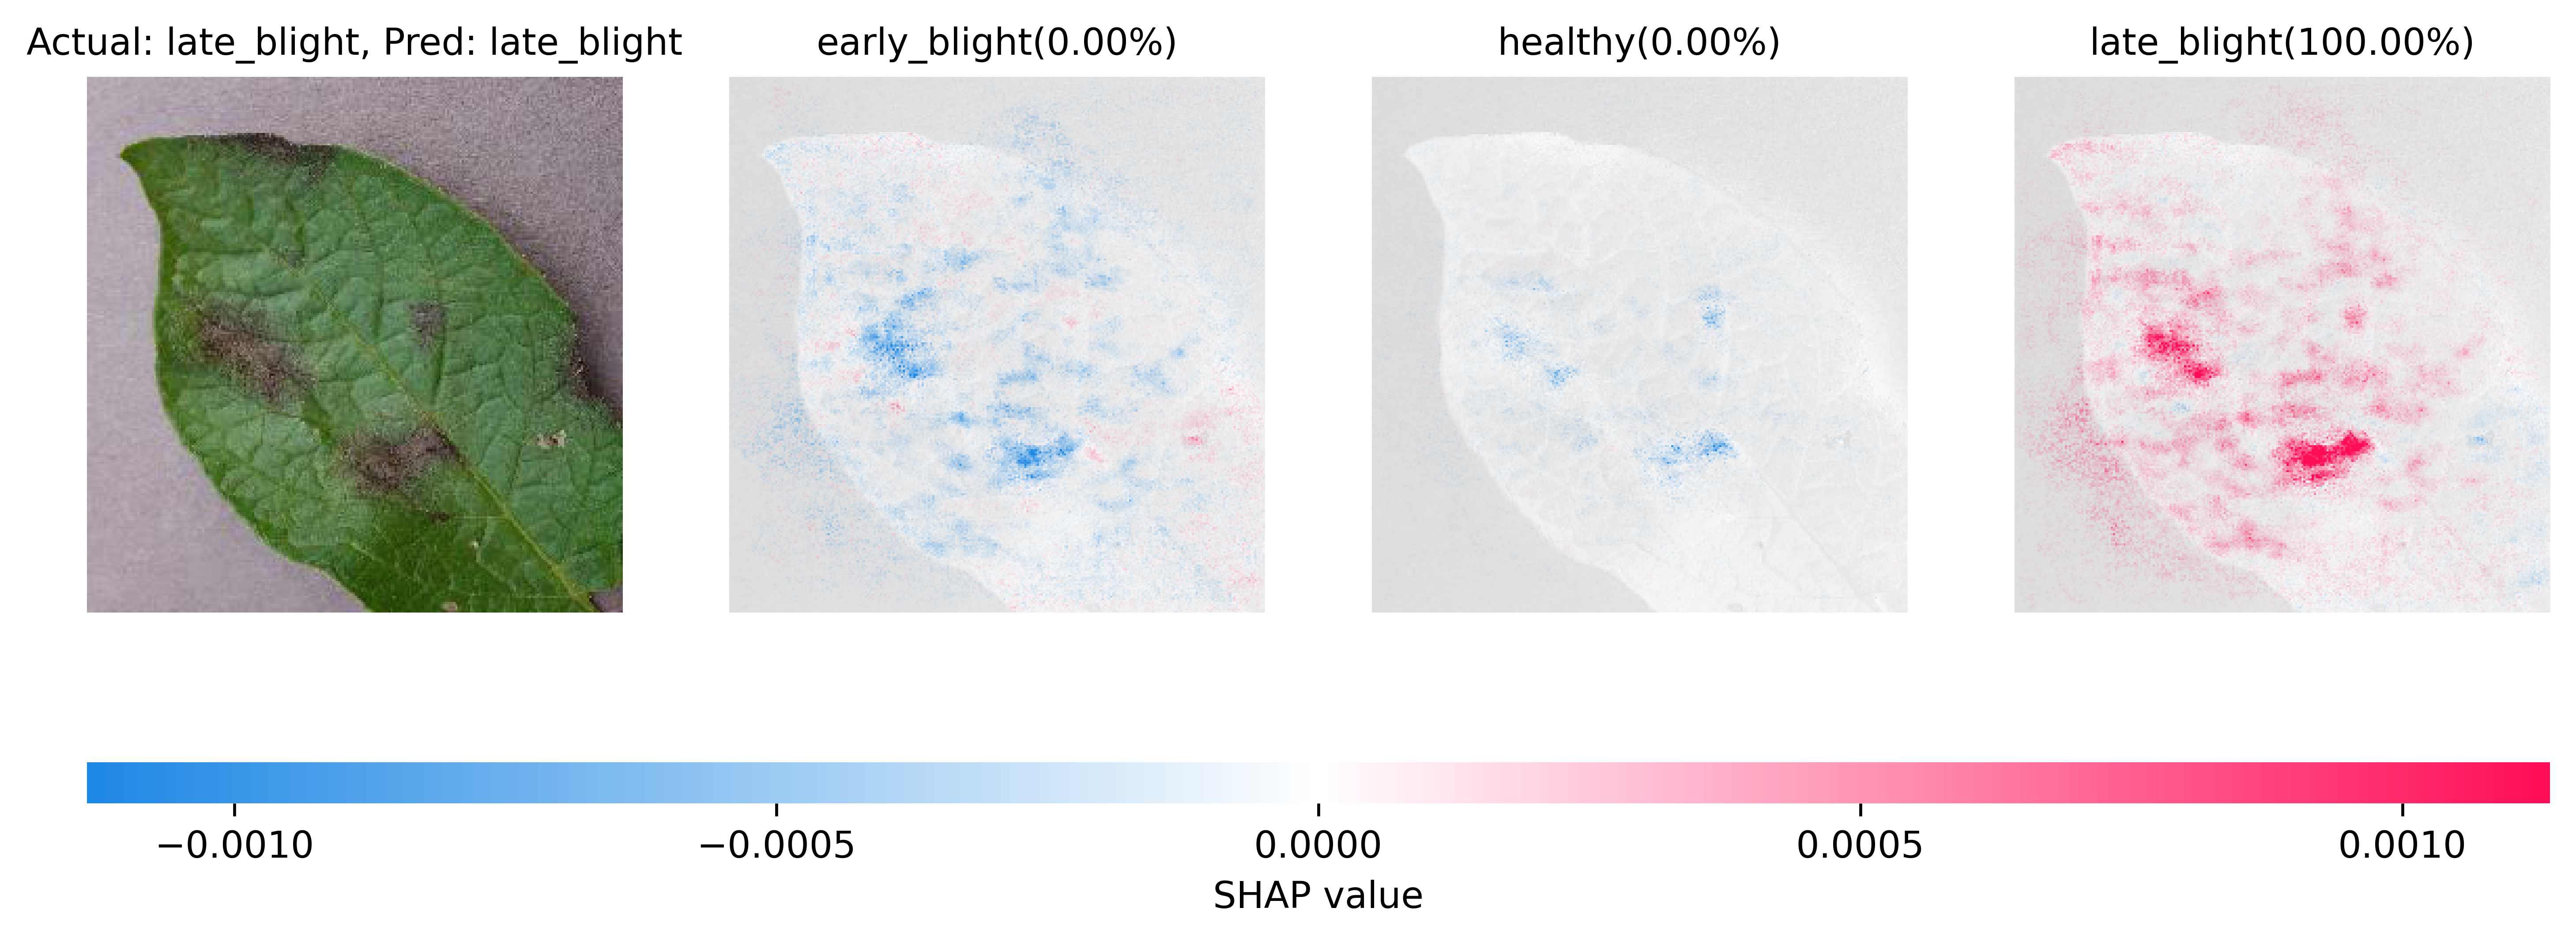 Actual: late_blight, Pred: late_blight
early_blight(0.00%)
healthy(0.00%)
late_blight(100.00%)
−0.0010
−0.0005
0.0000
0.0005
0.0010
SHAP value